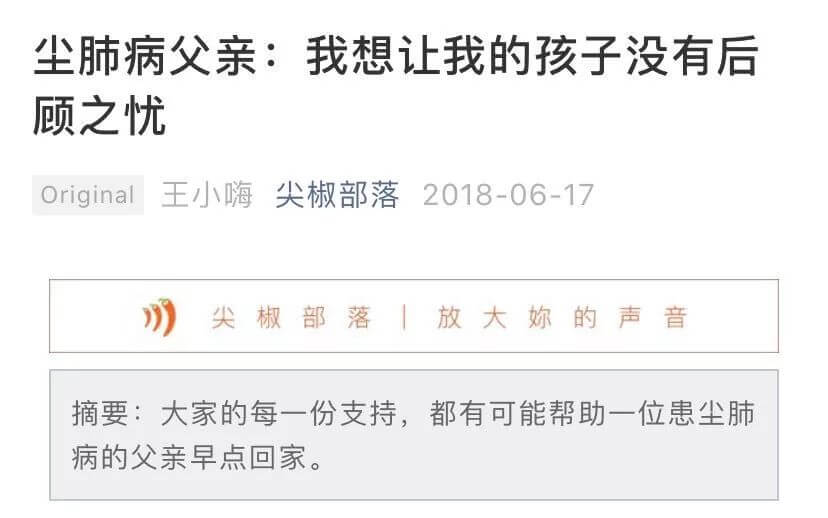 尘肺病父亲：我想让我的孩子没有后
顾之忧
Original 王小嗨 尖椒部落 2018-06-17
尖椒部落｜放大妳的声音
摘要：大家的每一份支持，都有可能帮助一位患尘肺
病的父亲早点回家。